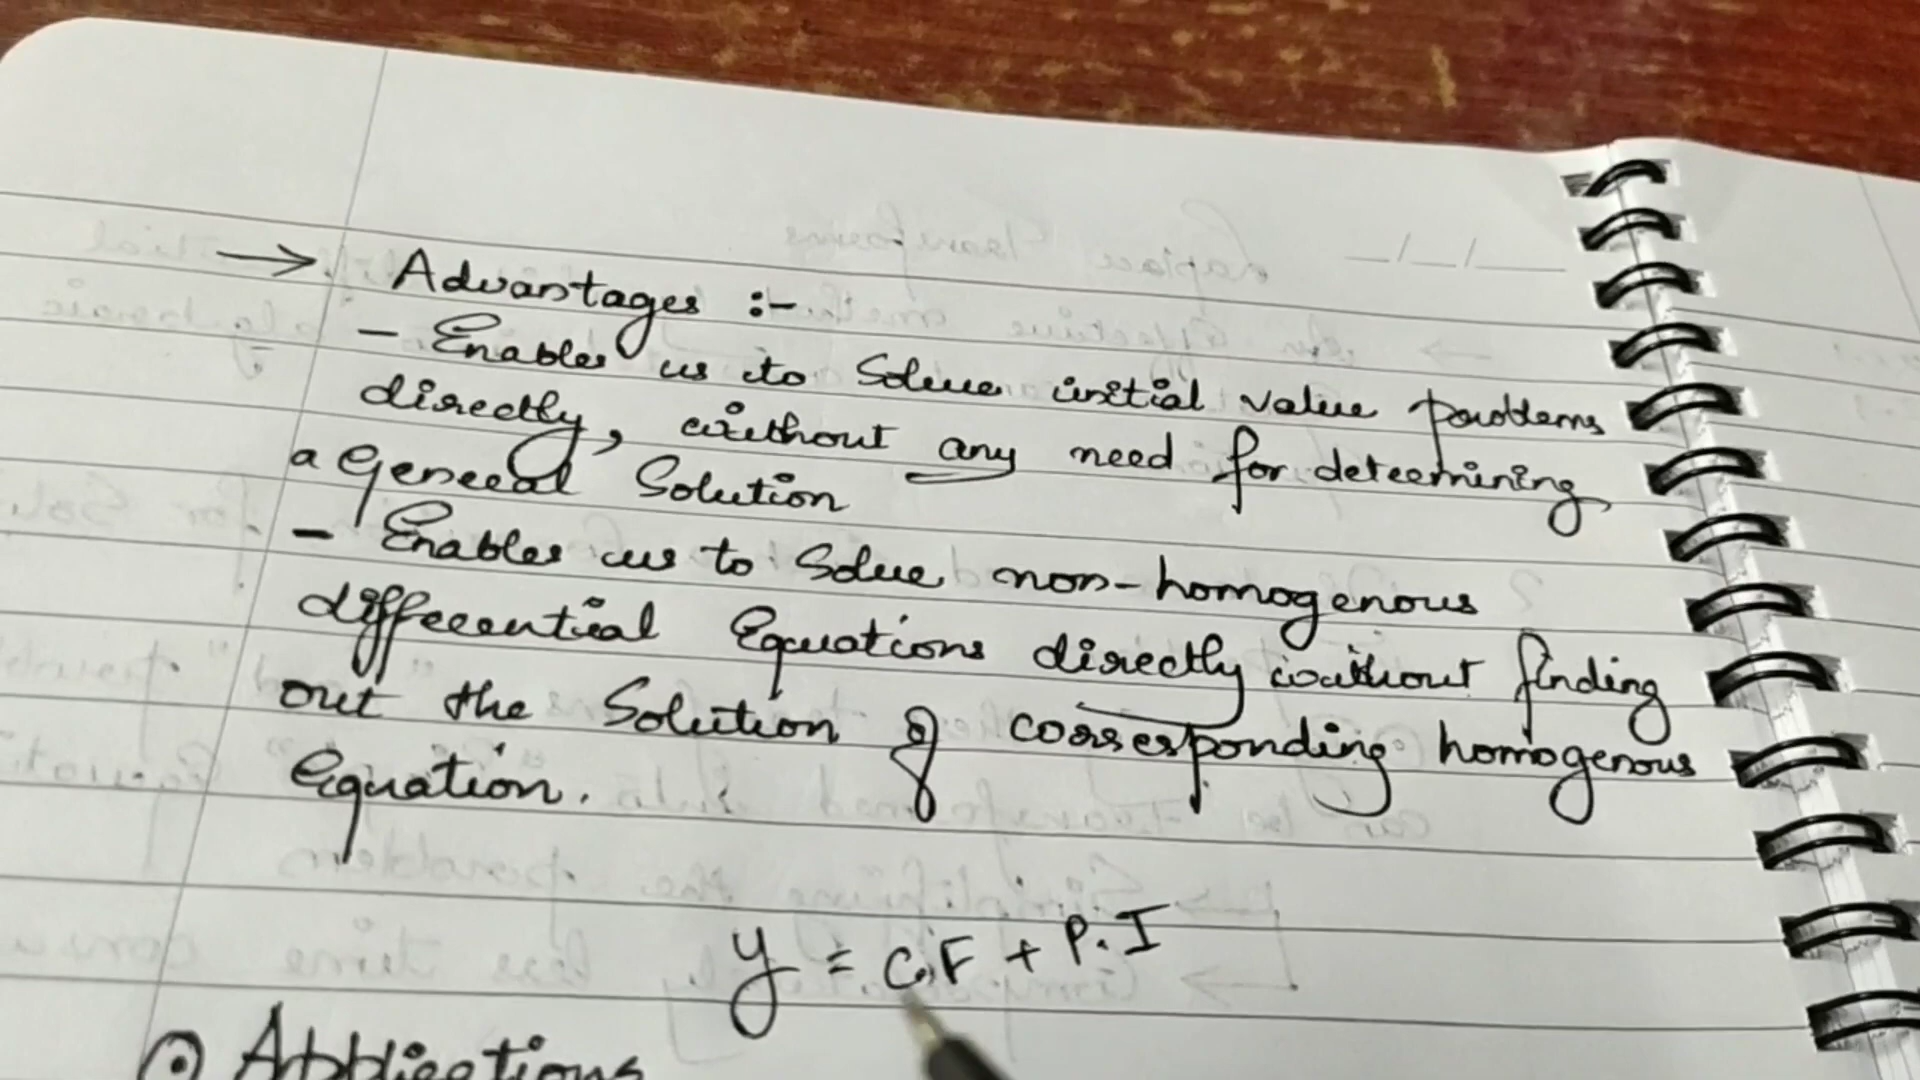 → Advantages :-
- Enables us to Solve initial value problems
directly, without any need for determining
a General Solution
- Enables us to Solve non-homogenous
differential Equations directly without finding
out the Solution of corresponding homogenous
Equation.
y = C.F + P.I
Applications